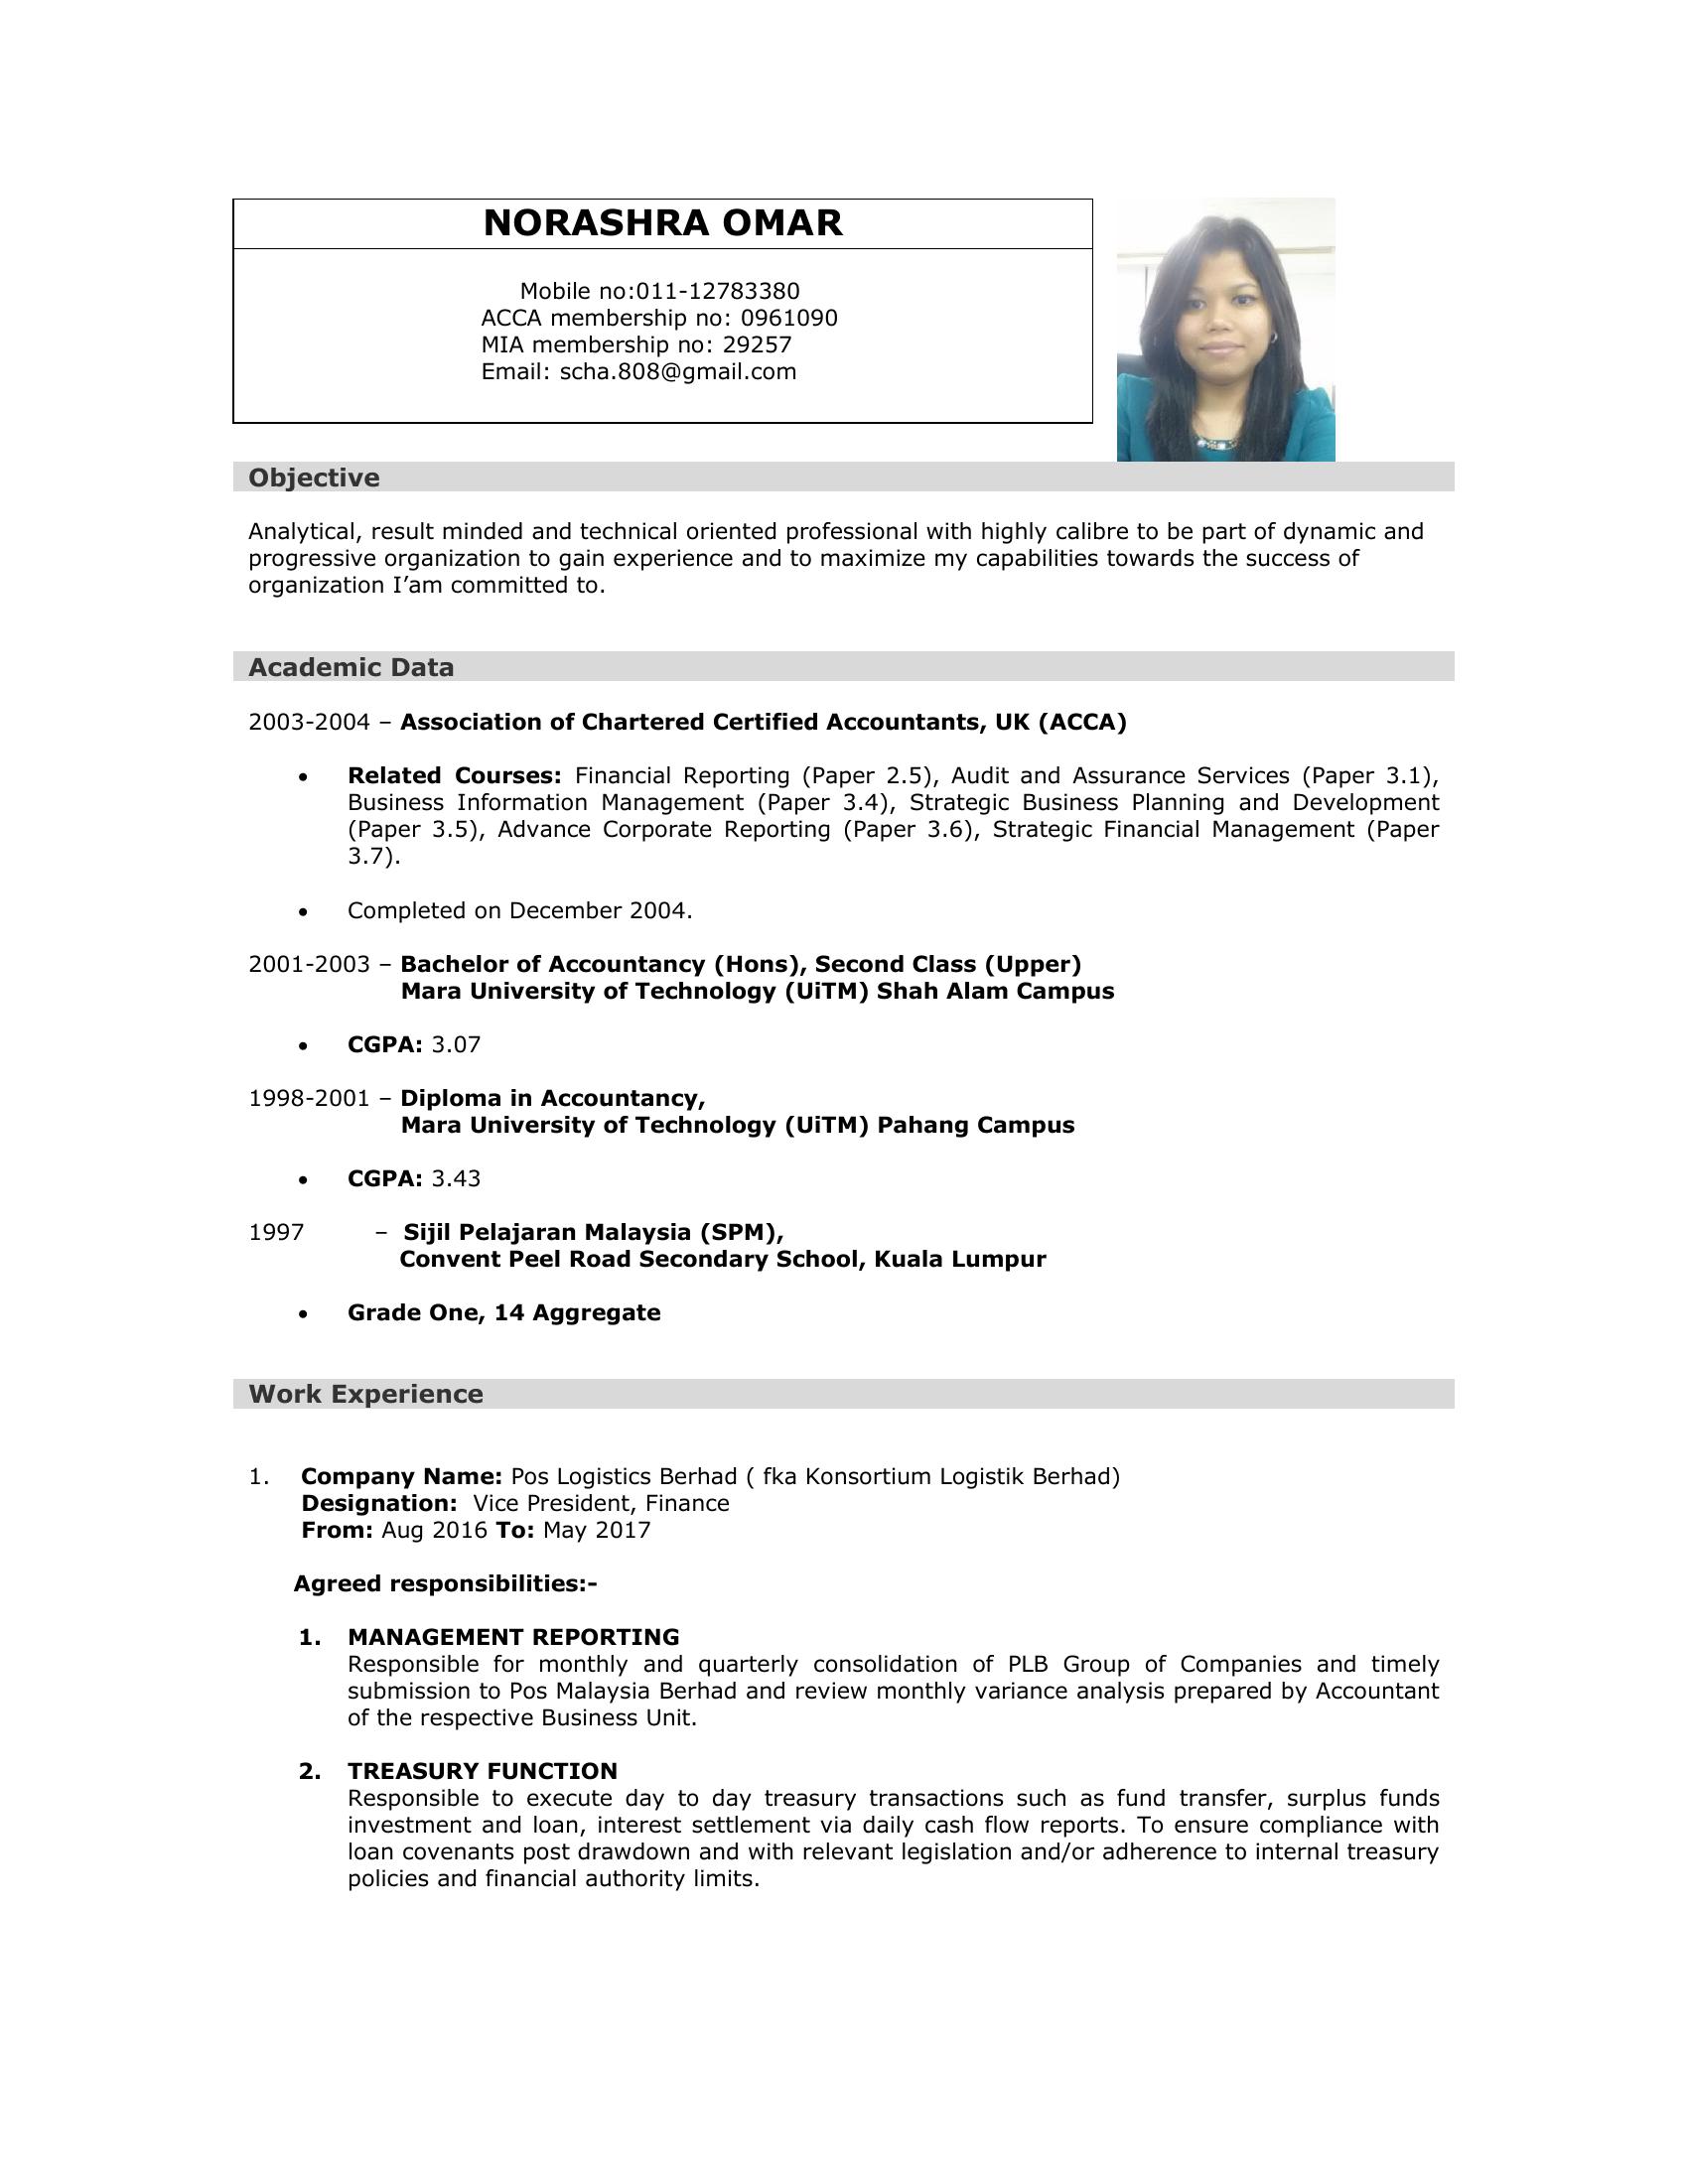 NORASHRA OMAR
Mobile no:011-12783380
ACCA membership no: 0961090
MIA membership no: 29257
Email: scha.808@gmail.com
Objective
Analytical, result minded and technical oriented professional with highly calibre to be part of dynamic and
progressive organization to gain experience and to maximize my capabilities towards the success of
organization I’am committed to.
Academic Data
2003-2004 – Association of Chartered Certified Accountants, UK (ACCA)
• Related Courses: Financial Reporting (Paper 2.5), Audit and Assurance Services (Paper 3.1),
Business Information Management (Paper 3.4), Strategic Business Planning and Development
(Paper 3.5), Advance Corporate Reporting (Paper 3.6), Strategic Financial Management (Paper
3.7).
• Completed on December 2004.
2001-2003 – Bachelor of Accountancy (Hons), Second Class (Upper)
Mara University of Technology (UiTM) Shah Alam Campus
• CGPA: 3.07
1998-2001 – Diploma in Accountancy,
Mara University of Technology (UiTM) Pahang Campus
• CGPA: 3.43
1997 – Sijil Pelajaran Malaysia (SPM),
Convent Peel Road Secondary School, Kuala Lumpur
• Grade One, 14 Aggregate
Work Experience
1. Company Name: Pos Logistics Berhad ( fka Konsortium Logistik Berhad)
Designation: Vice President, Finance
From: Aug 2016 To: May 2017
Agreed responsibilities:-
1. MANAGEMENT REPORTING
Responsible for monthly and quarterly consolidation of PLB Group of Companies and timely
submission to Pos Malaysia Berhad and review monthly variance analysis prepared by Accountant
of the respective Business Unit.
2. TREASURY FUNCTION
Responsible to execute day to day treasury transactions such as fund transfer, surplus funds
investment and loan, interest settlement via daily cash flow reports. To ensure compliance with
loan covenants post drawdown and with relevant legislation and/or adherence to internal treasury
policies and financial authority limits.